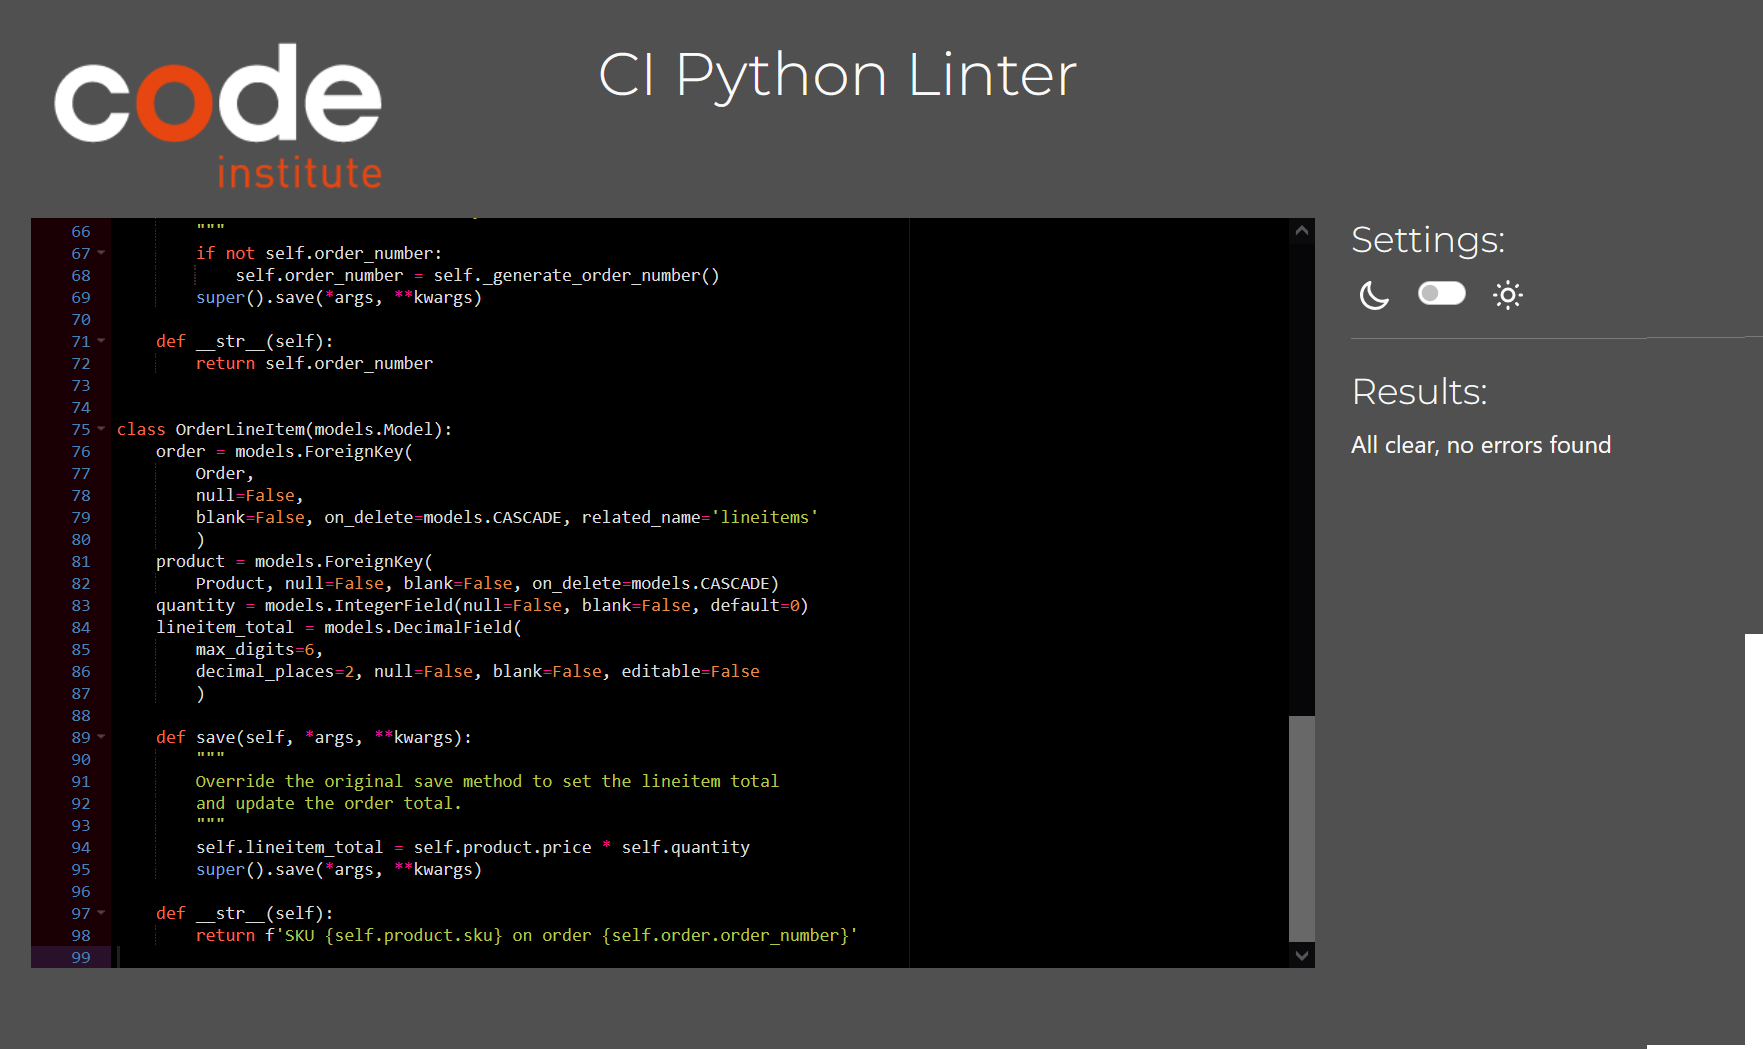 code
institute
CI Python Linter
66 """
67 if not self.order_number:
68 self.order_number = self._generate_order_number()
69 super().save(*args, **kwargs)
70
71 def __str__(self):
72 return self.order_number
73
74
75 class OrderLineItem(models.Model):
76 order = models.ForeignKey(
77 Order,
78 null=False,
79 blank=False, on_delete=models.CASCADE, related_name='lineitems'
80 )
81 product = models.ForeignKey(
82 Product, null=False, blank=False, on_delete=models.CASCADE)
83 quantity = models.IntegerField(null=False, blank=False, default=0)
84 lineitem_total = models.DecimalField(
85 max_digits=6,
86 decimal_places=2, null=False, blank=False, editable=False
87 )
88
89 def save(self, *args, **kwargs):
90 """
91 Override the original save method to set the lineitem total
92 and update the order total.
93 """
94 self.lineitem_total = self.product.price * self.quantity
95 super().save(*args, **kwargs)
96
97 def __str__(self):
98 return f'SKU {self.product.sku} on order {self.order.order_number}'
99
Settings:
Results:
All clear, no errors found